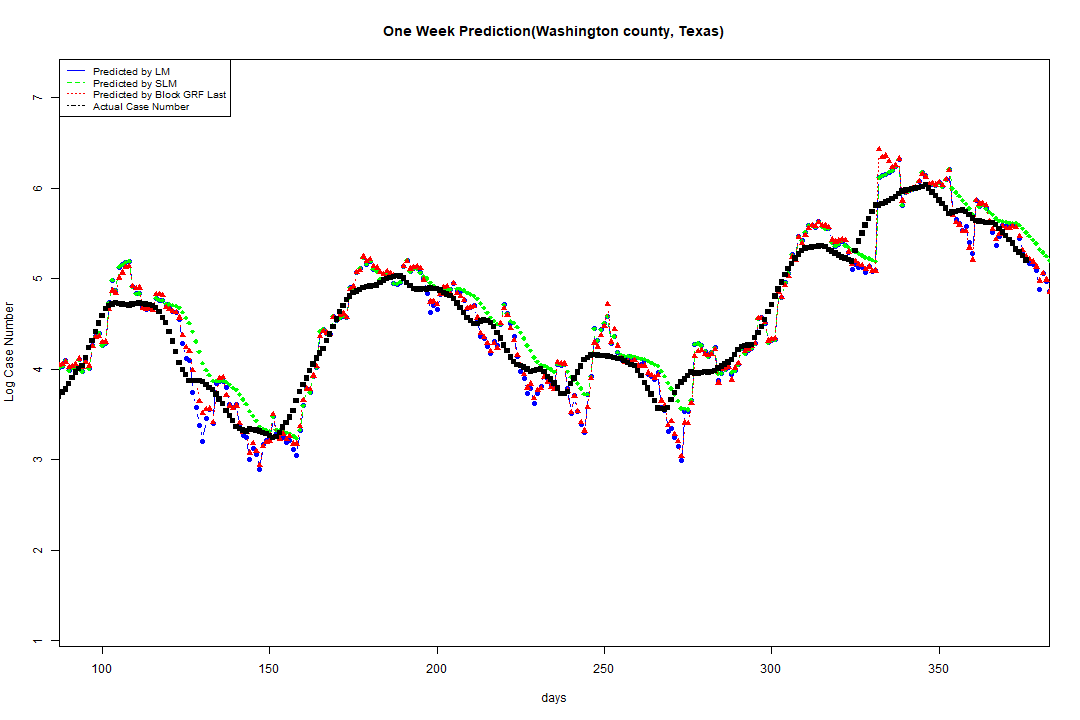 One Week Prediction(Washington county, Texas)
Predicted by LM
Predicted by SLM
Predicted by Block GRF Last
Actual Case Number
7
6
5
4
3
2
1
Log Case Number
100 150 200 250 300 350
days